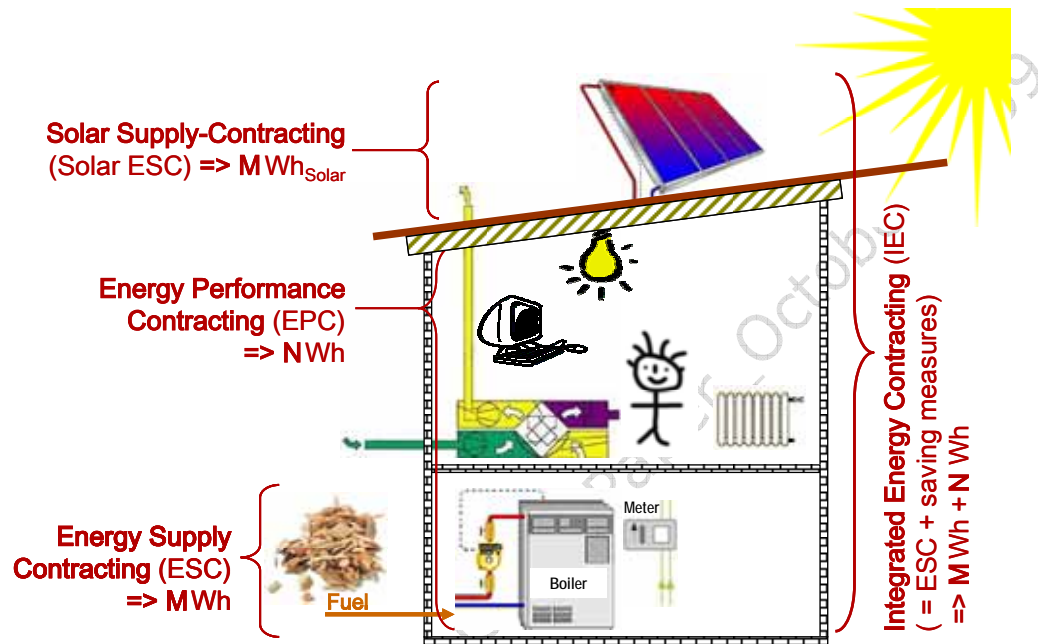 Solar Supply-Contracting
(Solar ESC) => MWh_Solar
Energy Performance
Contracting (EPC)
=> NWh
Energy Supply
Contracting (ESC)
=> MWh
Fuel
Boiler
Meter
Integrated Energy Contracting (IEC)
( = ESC + saving measures)
=> MWh + N Wh